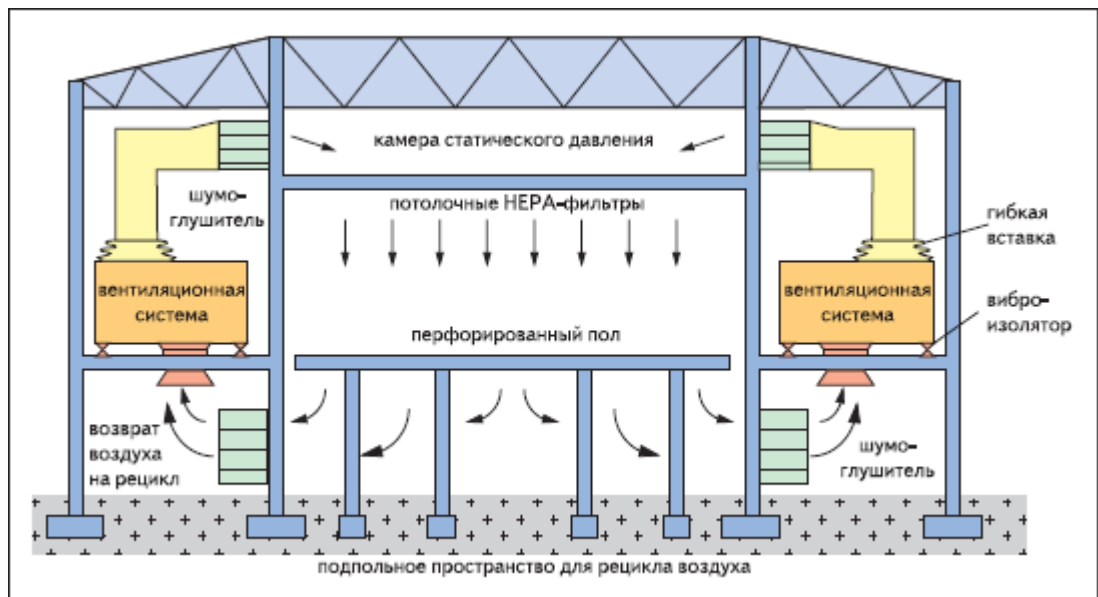 камера статического давления
шумо-
глушитель
потолочные НЕРА-фильтры
гибкая
вставка
вентиляционная
система
вентиляционная
система
вибро-
изолятор
перфорированный пол
возврат
воздуха
на рецикл
шумо-
глушитель
подпольное пространство для рецикла воздуха